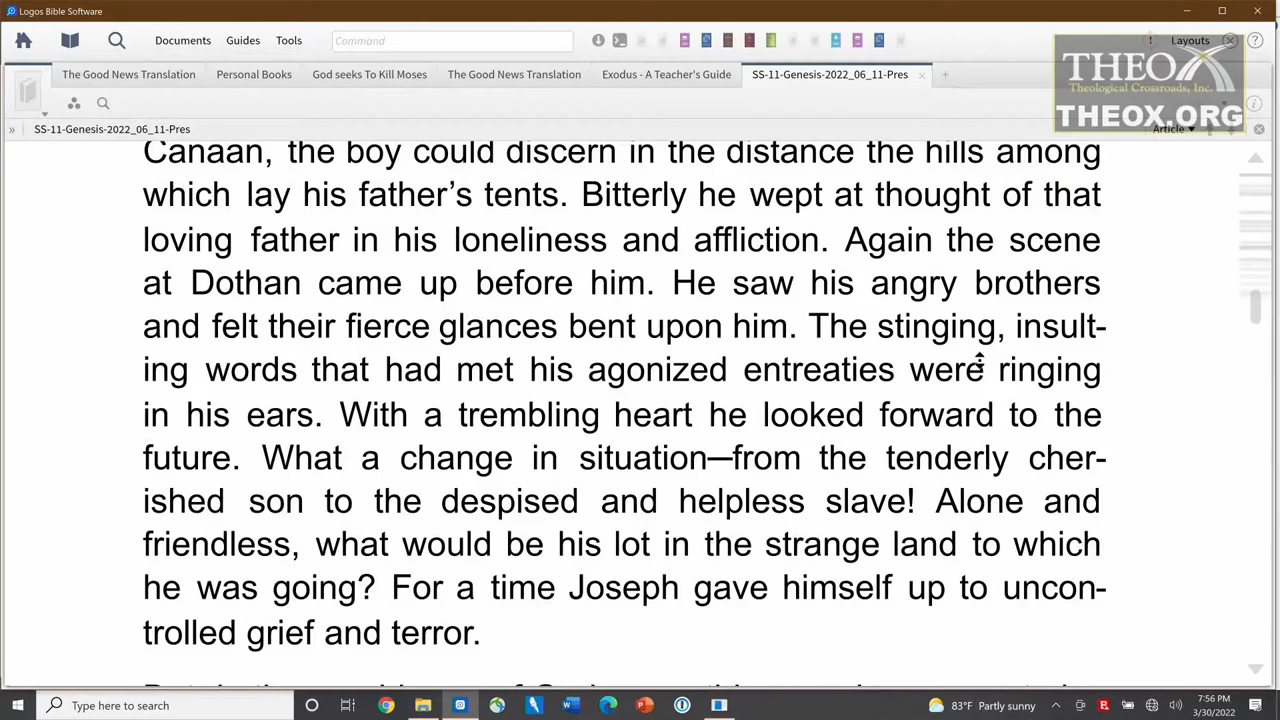 Logos Bible Software
Documents Guides Tools Command Layouts
The Good News Translation Personal Books God seeks To Kill Moses The Good News Translation Exodus - A Teacher's Guide SS-11-Genesis-2022_06_11-Pres
THEOX
Theological Crossroads, Inc.
THEOX.ORG
SS-11-Genesis-2022_06_11-Pres Article
Canaan, the boy could discern in the distance the hills among
which lay his father’s tents. Bitterly he wept at thought of that
loving father in his loneliness and affliction. Again the scene
at Dothan came up before him. He saw his angry brothers
and felt their fierce glances bent upon him. The stinging, insult-
ing words that had met his agonized entreaties were ringing
in his ears. With a trembling heart he looked forward to the
future. What a change in situation—from the tenderly cher-
ished son to the despised and helpless slave! Alone and
friendless, what would be his lot in the strange land to which
he was going? For a time Joseph gave himself up to uncon-
trolled grief and terror.
Type here to search
83°F Partly sunny
7:56 PM
3/30/2022